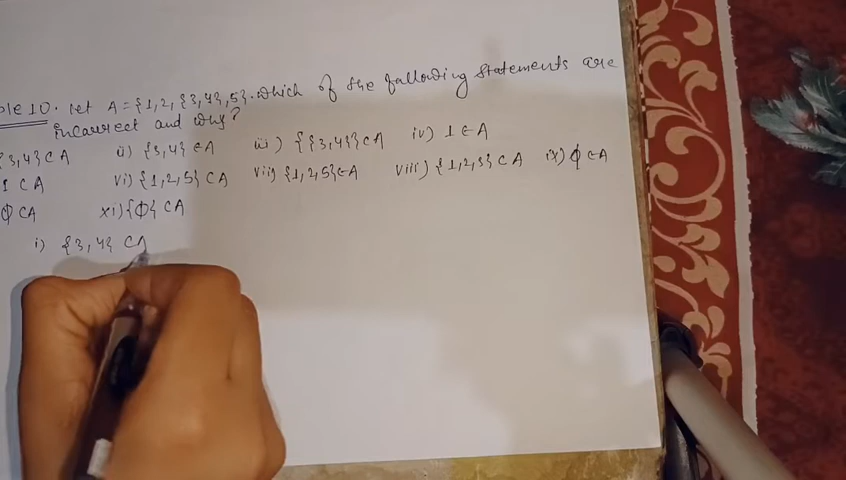 ple 10. Let A = {1,2, {3,4},5}. which of the following statements are
incorrect and why?
{3,4} ⊂ A ii) {3,4} ∈ A iii) {{3,4}} ⊂ A iv) 1 ∈ A
1 ⊂ A vi) {1,2,5} ⊂ A vii) {1,2,5} ∈ A viii) {1,2,3} ⊂ A ix) ϕ ∈ A
ϕ ⊂ A xi) {ϕ} ⊂ A
i) {3,4} ⊂ A